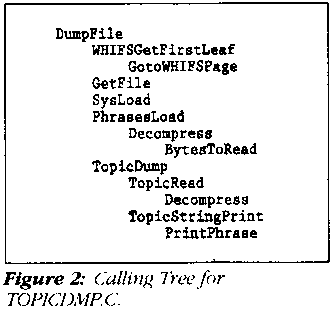 DumpFile
WHIFSGetFirstLeaf
GotoWHIFSPage
GetFile
SysLoad
PhrasesLoad
Decompress
BytesToRead
TopicDump
TopicRead
Decompress
TopicStringPrint
PrintPhrase
Figure 2: Calling Tree for
TOPICDMP.C.